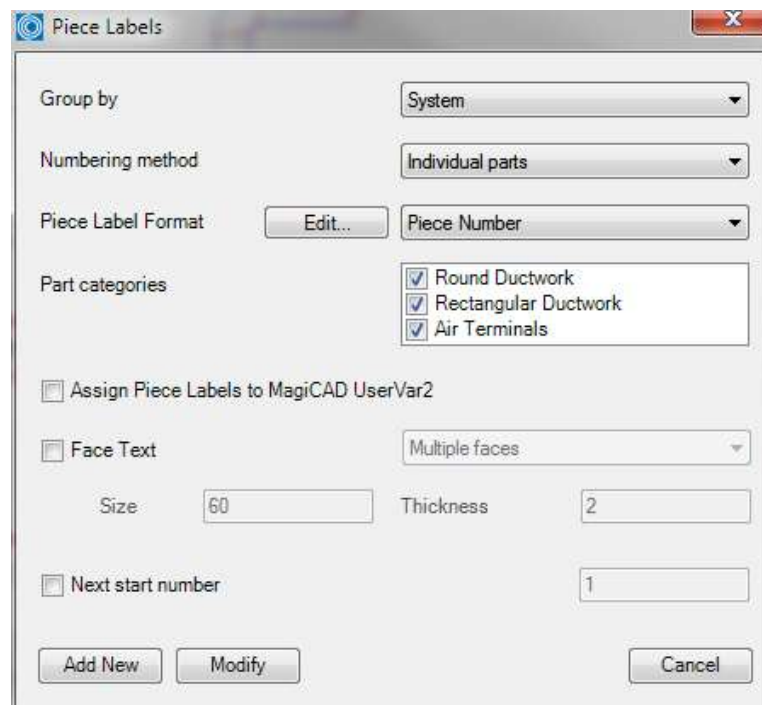 Piece Labels
Group by System
Numbering method Individual parts
Piece Label Format Edit... Piece Number
Part categories Round Ductwork
Rectangular Ductwork
Air Terminals
Assign Piece Labels to MagiCAD UserVar2
Face Text Multiple faces
Size 60 Thickness 2
Next start number 1
Add New Modify Cancel